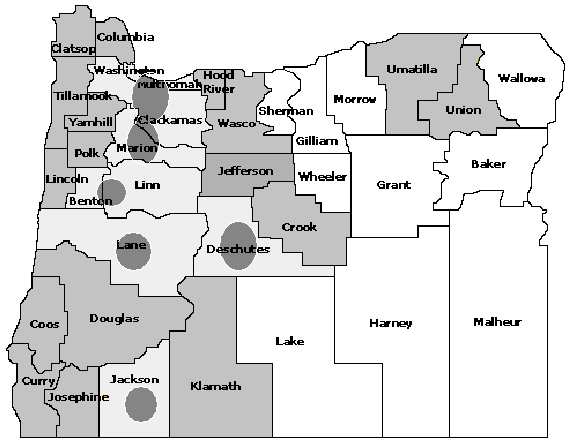 Columbia
Clatsop
Washington
Multnomah
Hood
River
Umatilla
Wallowa
Tillamook
Morrow
Sherman
Union
Clackamas
Wasco
Yamhill
Gilliam
Marion
Polk
Baker
Jefferson
Wheeler
Lincoln
Linn
Grant
Benton
Crook
Lane
Deschutes
Douglas
Coos
Harney
Malheur
Lake
Curry
Jackson
Klamath
Josephine